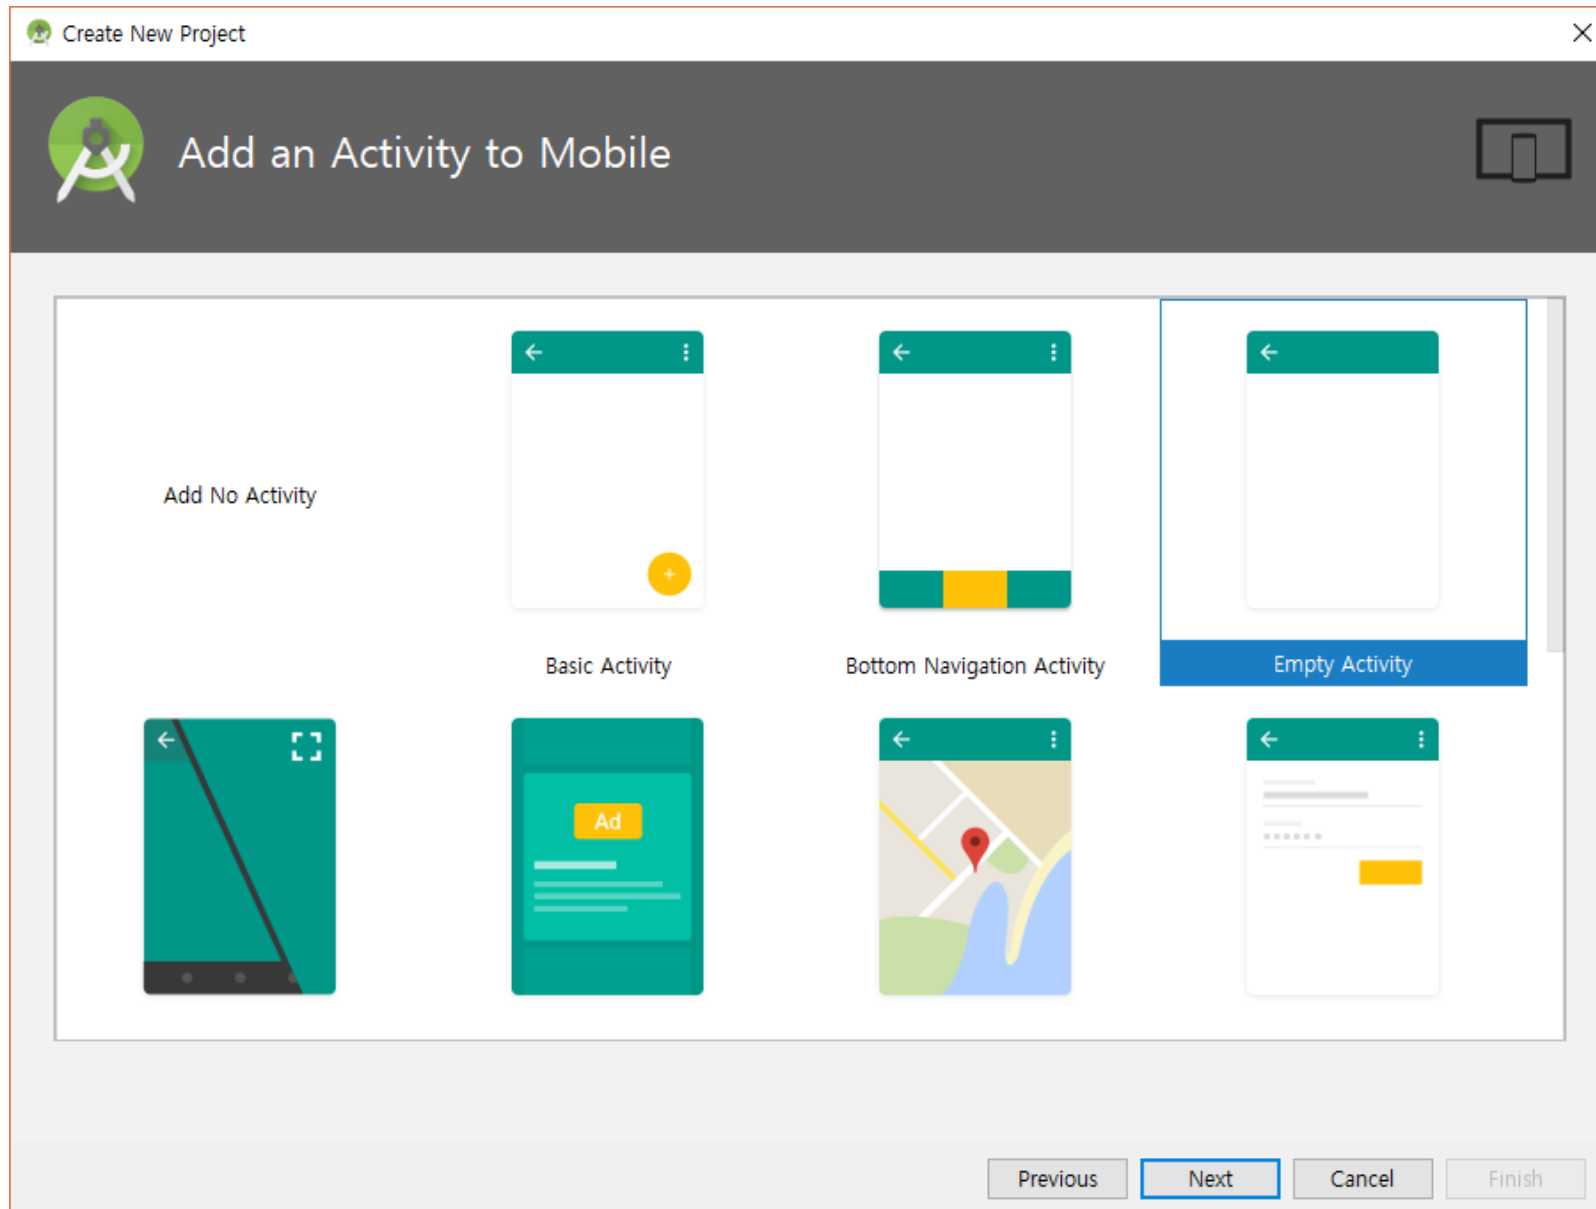 Create New Project
Add an Activity to Mobile
Add No Activity
Basic Activity
Bottom Navigation Activity
Empty Activity
Ad
Previous
Next
Cancel
Finish